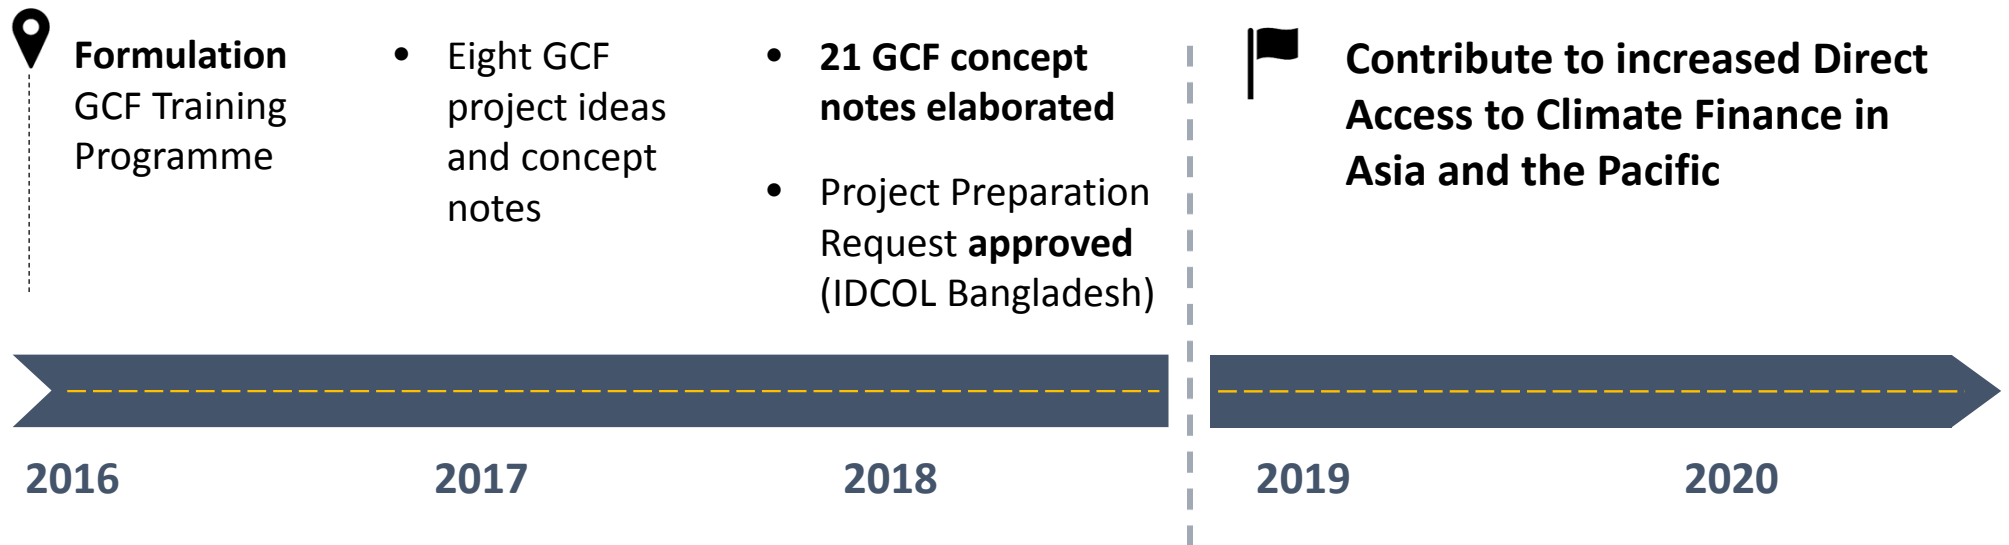 Formulation
GCF Training
Programme
• Eight GCF
project ideas
and concept
notes
• 21 GCF concept
notes elaborated
• Project Preparation
Request approved
(IDCOL Bangladesh)
Contribute to increased Direct
Access to Climate Finance in
Asia and the Pacific
2016
2017
2018
2019
2020